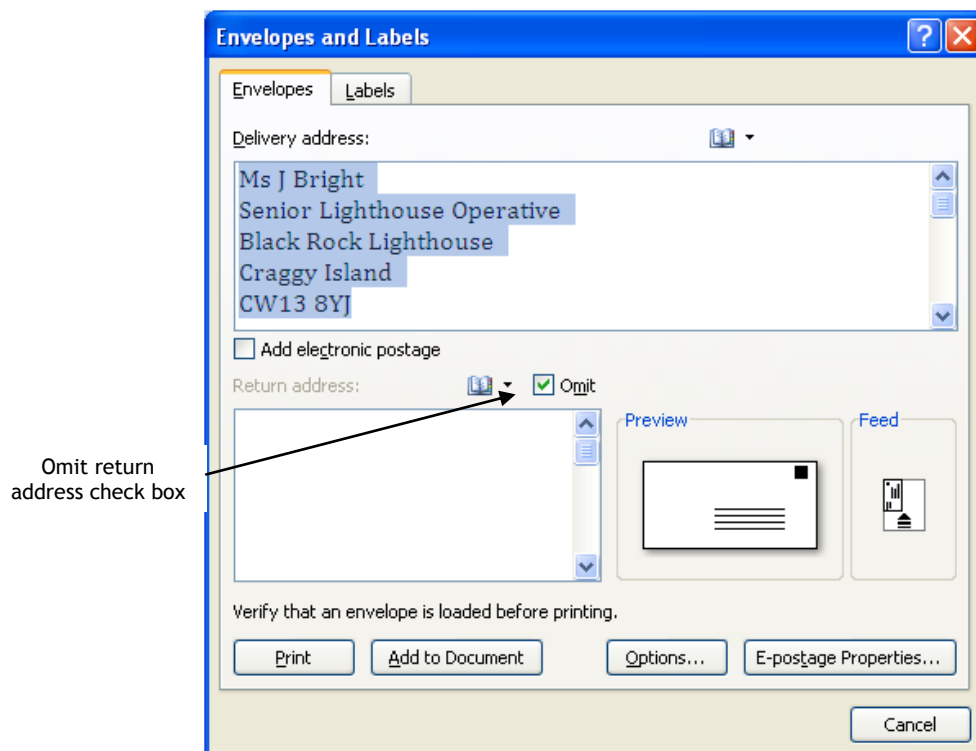 Envelopes and Labels
Envelopes Labels
Delivery address:
Ms J Bright
Senior Lighthouse Operative
Black Rock Lighthouse
Craggy Island
CW13 8YJ
Add electronic postage
Return address: Omit
Preview Feed
Omit return
address check box
Verify that an envelope is loaded before printing.
Print Add to Document Options... E-postage Properties...
Cancel